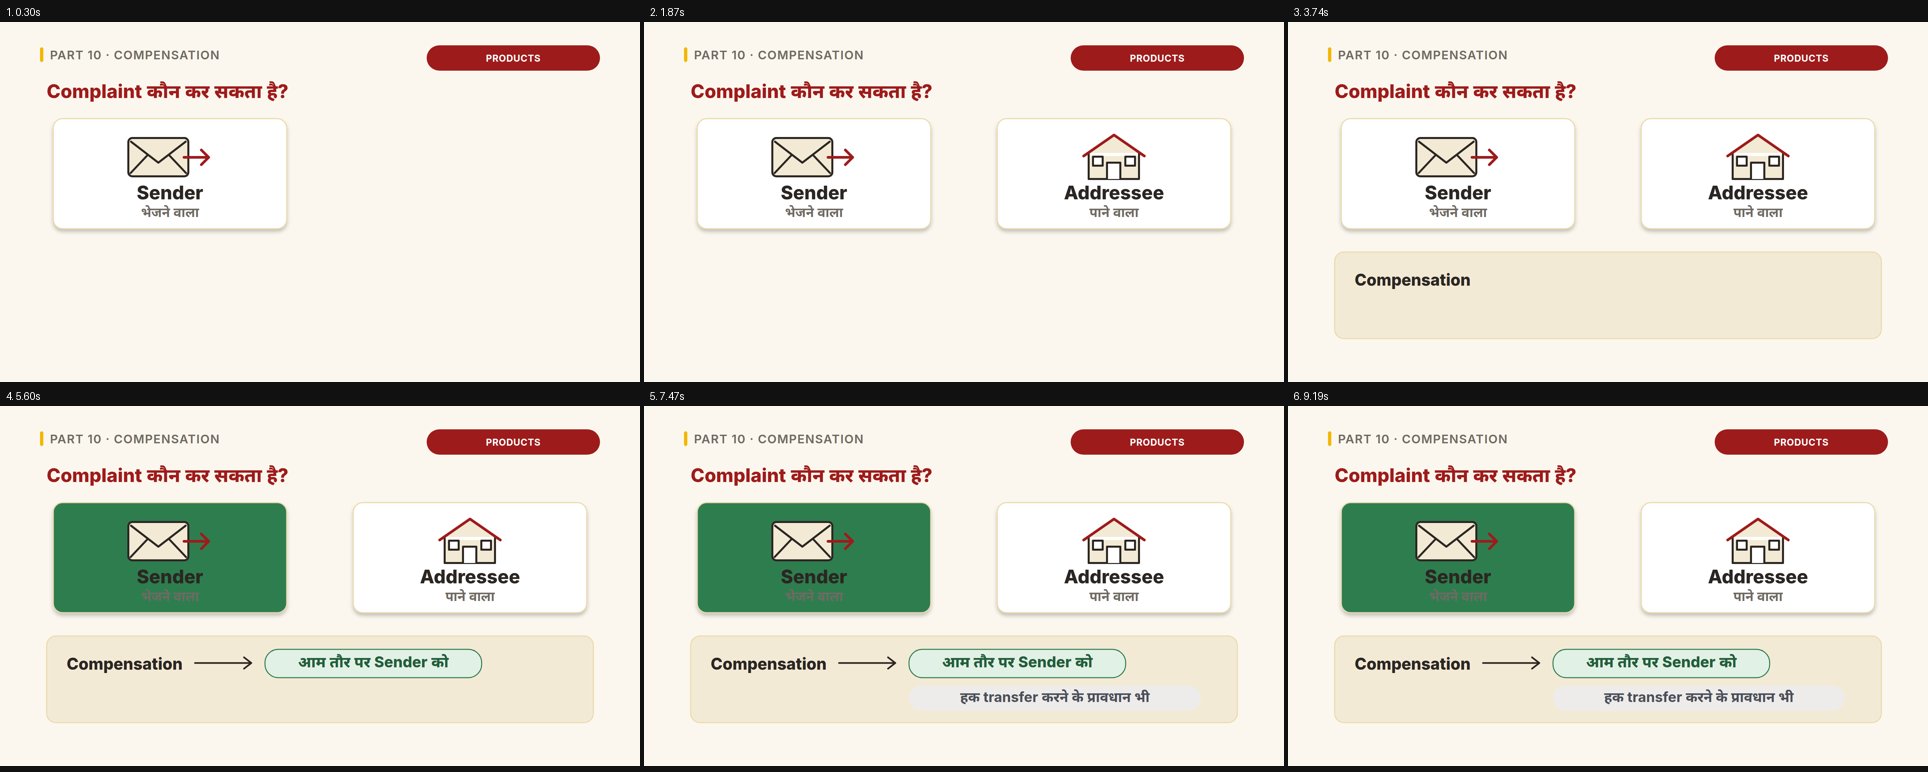 1. 0.30s
PART 10 · COMPENSATION
PRODUCTS
Complaint कौन कर सकता है?
Sender
भेजने वाला
2. 1.87s
PART 10 · COMPENSATION
PRODUCTS
Complaint कौन कर सकता है?
Sender
भेजने वाला
Addressee
पाने वाला
3. 3.74s
PART 10 · COMPENSATION
PRODUCTS
Complaint कौन कर सकता है?
Sender
भेजने वाला
Addressee
पाने वाला
Compensation
4. 5.60s
PART 10 · COMPENSATION
PRODUCTS
Complaint कौन कर सकता है?
Sender
भेजने वाला
Addressee
पाने वाला
Compensation
आम तौर पर Sender को
5. 7.47s
PART 10 · COMPENSATION
PRODUCTS
Complaint कौन कर सकता है?
Sender
भेजने वाला
Addressee
पाने वाला
Compensation
आम तौर पर Sender को
हक transfer करने के प्रावधान भी
6. 9.19s
PART 10 · COMPENSATION
PRODUCTS
Complaint कौन कर सकता है?
Sender
भेजने वाला
Addressee
पाने वाला
Compensation
आम तौर पर Sender को
हक transfer करने के प्रावधान भी